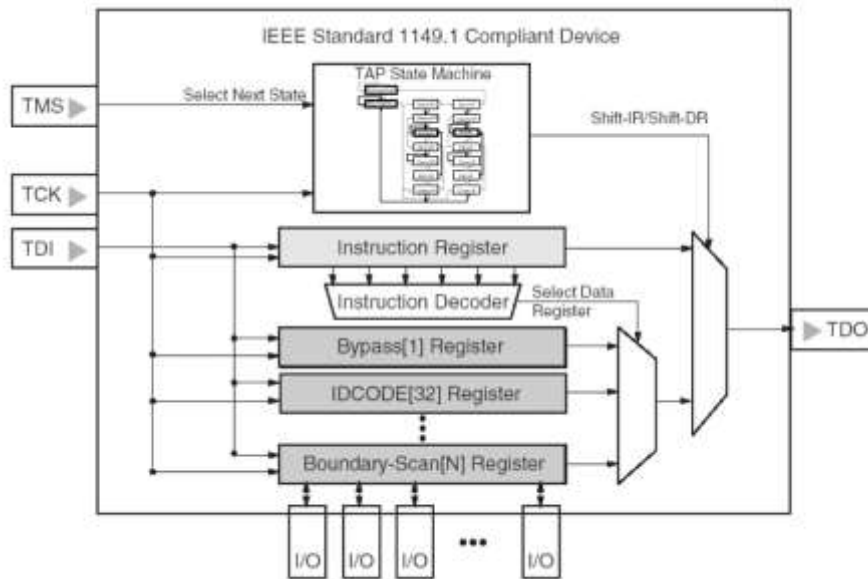 IEEE Standard 1149.1 Compliant Device
TAP State Machine
TMS
Select Next State
Shift-IR/Shift-DR
TCK
TDI
Instruction Register
Instruction Decoder
Select Data
Register
TDO
Bypass[1] Register
IDCODE[32] Register
Boundary-Scan[N] Register
I/O
I/O
I/O
I/O